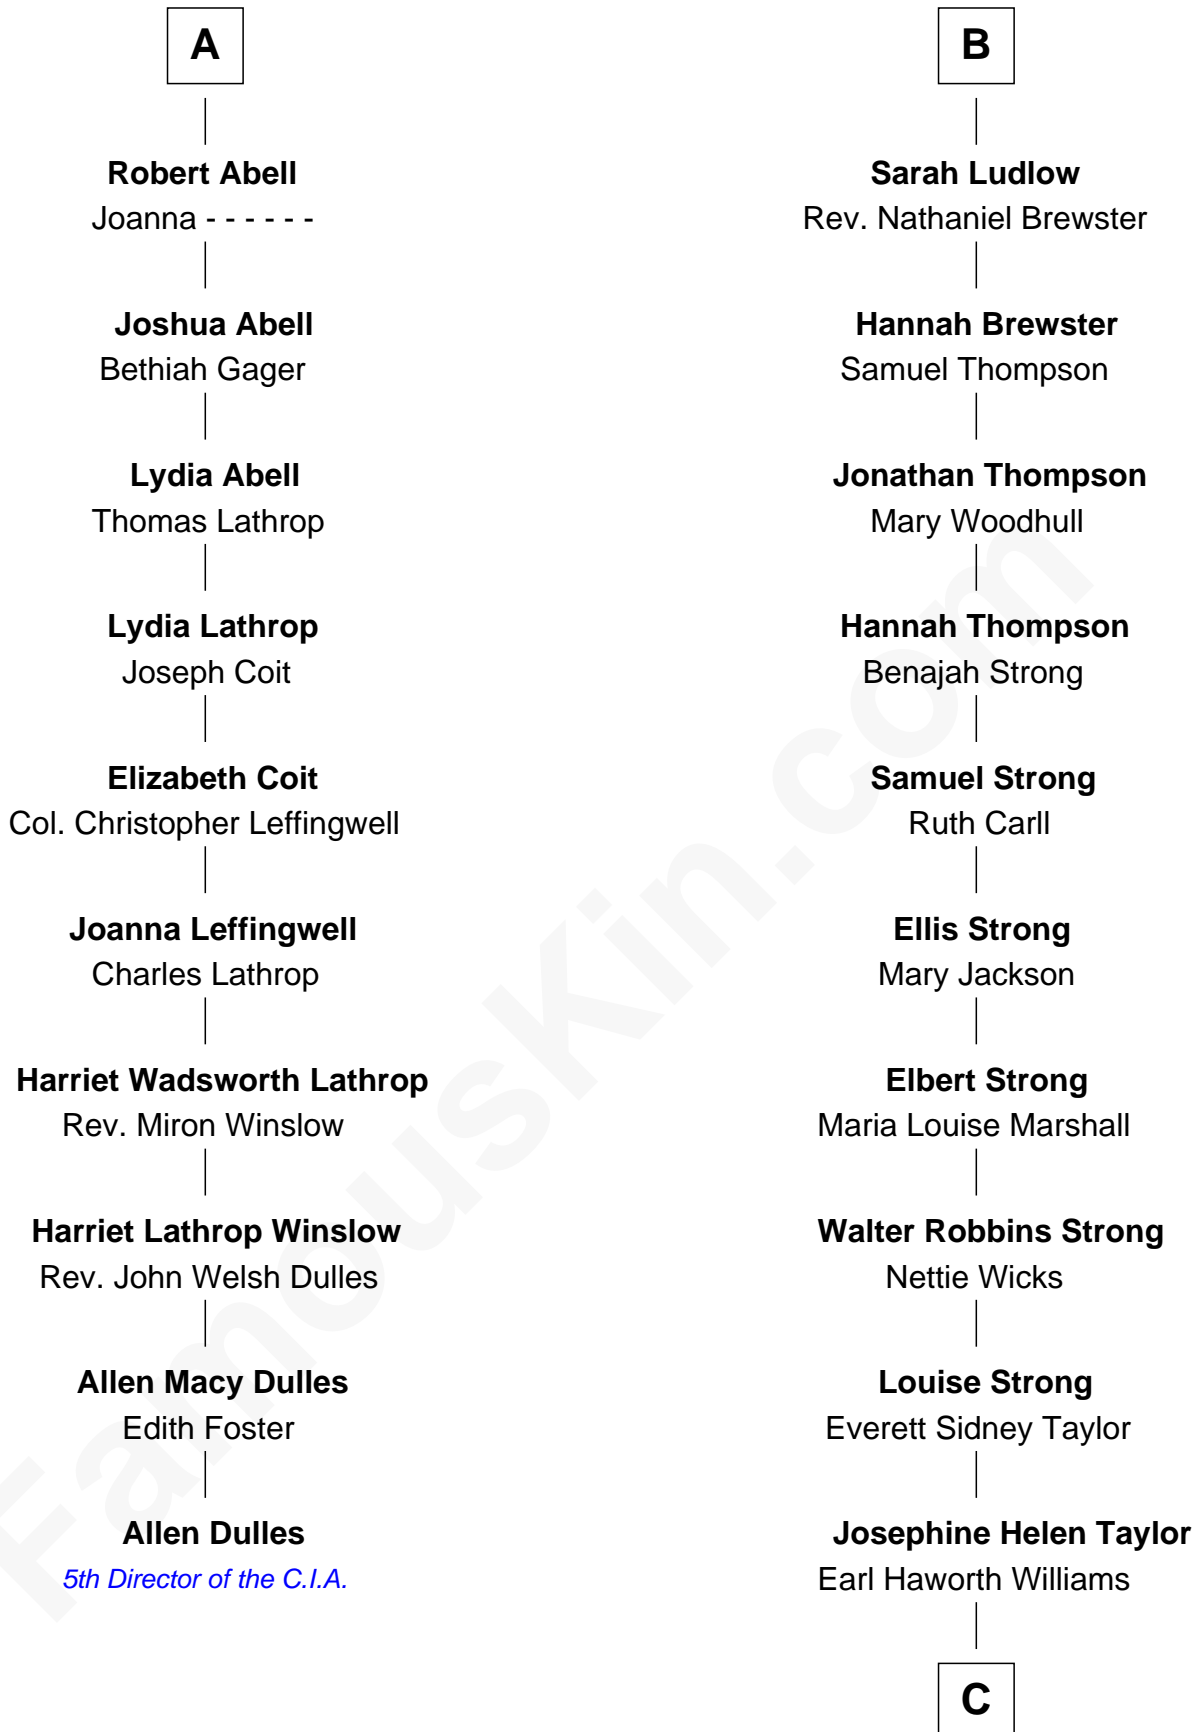 A
Robert Abell
Joanna - - - - - -
Joshua Abell
Bethiah Gager
Lydia Abell
Thomas Lathrop
Lydia Lathrop
Joseph Coit
Elizabeth Coit
Col. Christopher Leffingwell
Joanna Leffingwell
Charles Lathrop
Harriet Wadsworth Lathrop
Rev. Miron Winslow
Harriet Lathrop Winslow
Rev. John Welsh Dulles
Allen Macy Dulles
Edith Foster
Allen Dulles
5th Director of the C.I.A.
B
Sarah Ludlow
Rev. Nathaniel Brewster
Hannah Brewster
Samuel Thompson
Jonathan Thompson
Mary Woodhull
Hannah Thompson
Benajah Strong
Samuel Strong
Ruth Carll
Ellis Strong
Mary Jackson
Elbert Strong
Maria Louise Marshall
Walter Robbins Strong
Nettie Wicks
Louise Strong
Everett Sidney Taylor
Josephine Helen Taylor
Earl Haworth Williams
C
FamousKin.com